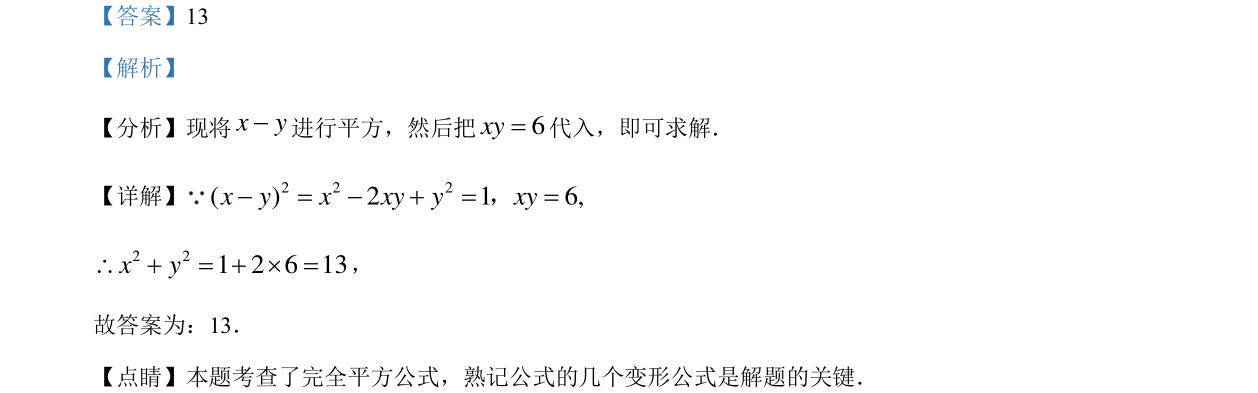 【答案】13
【解析】
【分析】现将 x－y 进行平方，然后把 xy＝6 代入，即可求解．
【详解】∵(x－y)²＝x²－2xy＋y²＝1，xy＝6,
∴x²＋y²＝1＋2×6＝13，
故答案为：13．
【点睛】本题考查了完全平方公式，熟记公式的几个变形公式是解题的关键．